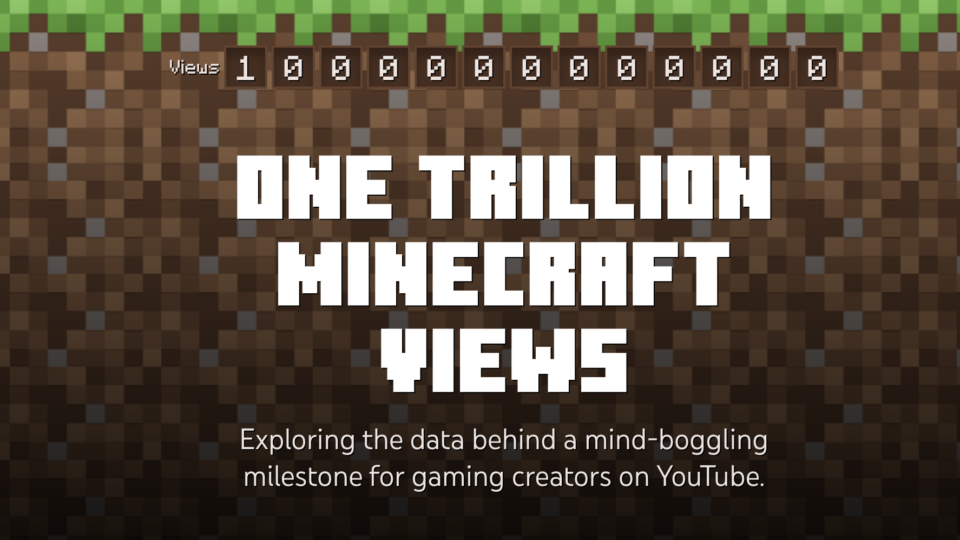 Views 1 0 0 0 0 0 0 0 0 0 0 0 0
ONE TRILLION
MINECRAFT
VIEWS
Exploring the data behind a mind-boggling
milestone for gaming creators on YouTube.